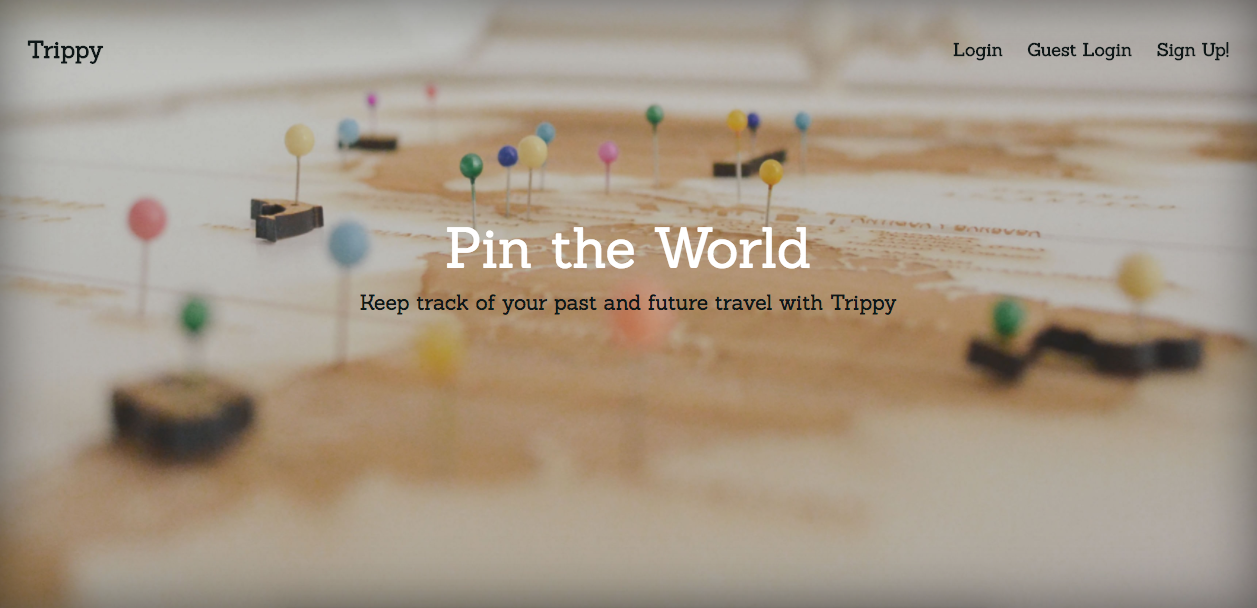 Trippy
Login Guest Login Sign Up!
Pin the World
Keep track of your past and future travel with Trippy